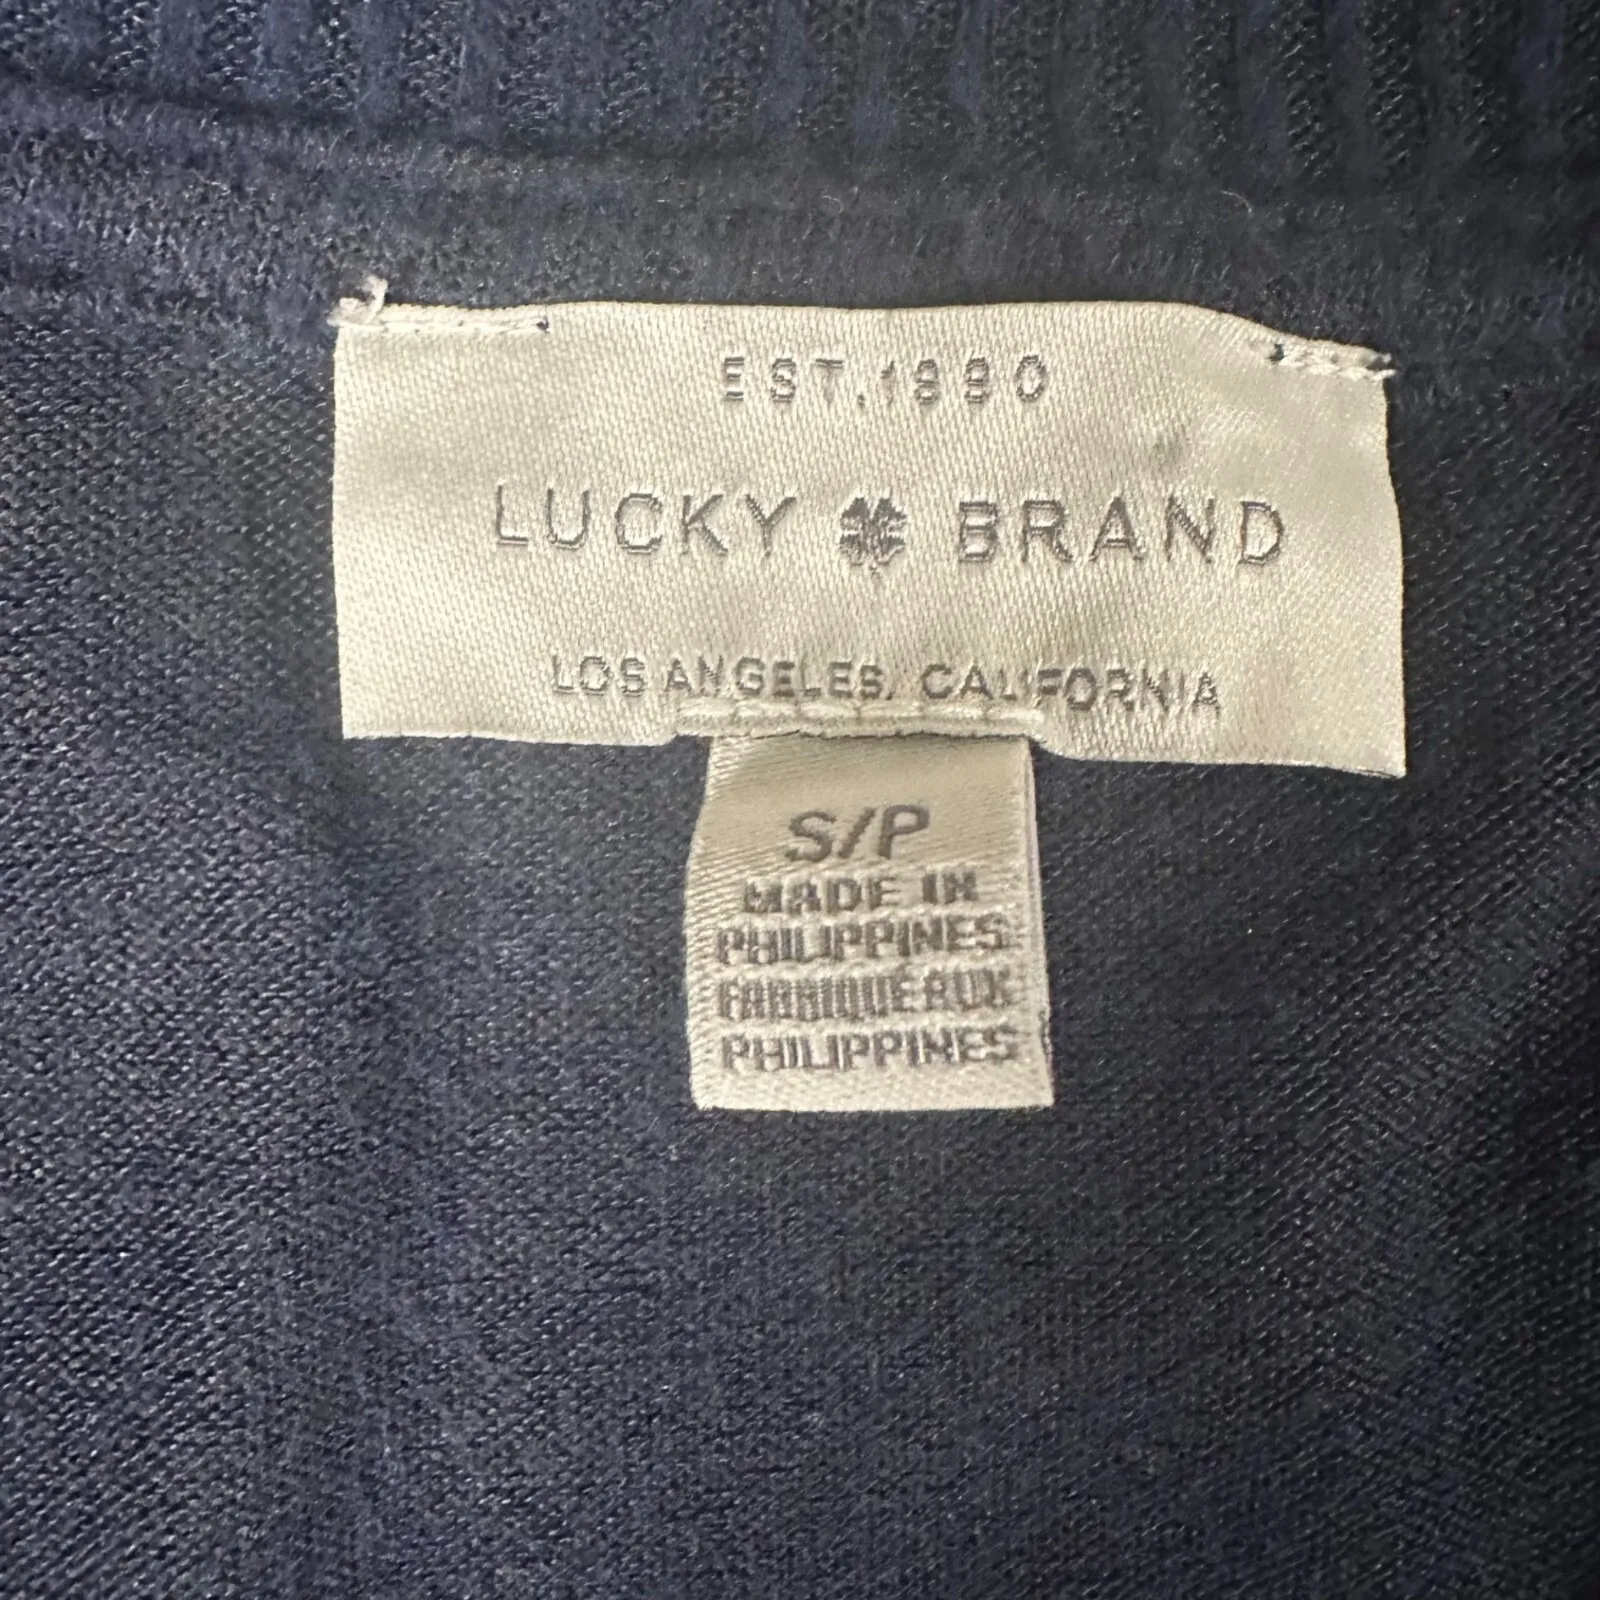 EST.1990
LUCKY BRAND
LOS ANGELES, CALIFORNIA
S/P
MADE IN
PHILIPPINES
FABRIQUÉ AUX
PHILIPPINES